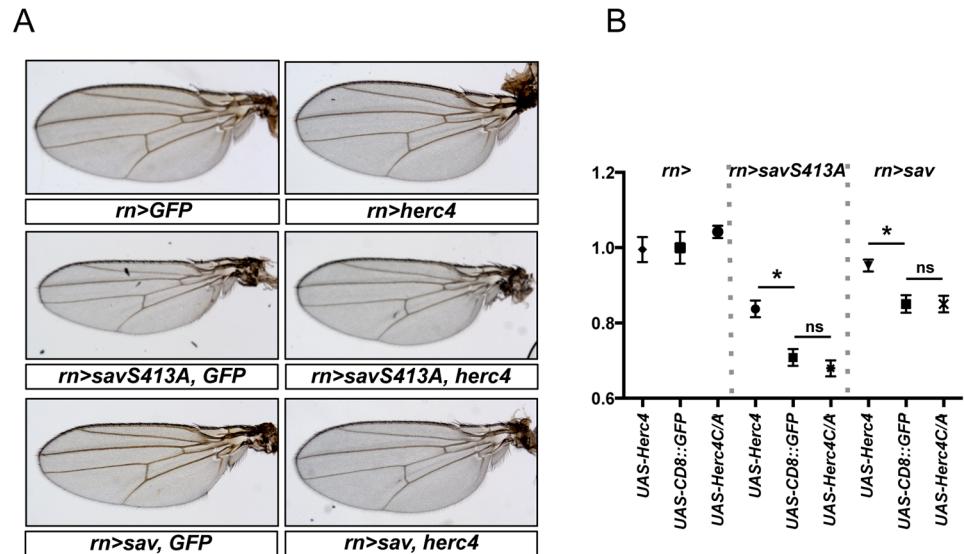 A
B
rn>GFP
rn>herc4
rn>savS413A, GFP
rn>savS413A, herc4
rn>sav, GFP
rn>sav, herc4
rn>
rn>savS413A
rn>sav
1.2
1.0
0.8
0.6
*
ns
*
ns
UAS-Herc4
UAS-CD8::GFP
UAS-Herc4C/A
UAS-Herc4
UAS-CD8::GFP
UAS-Herc4C/A
UAS-Herc4
UAS-CD8::GFP
UAS-Herc4C/A